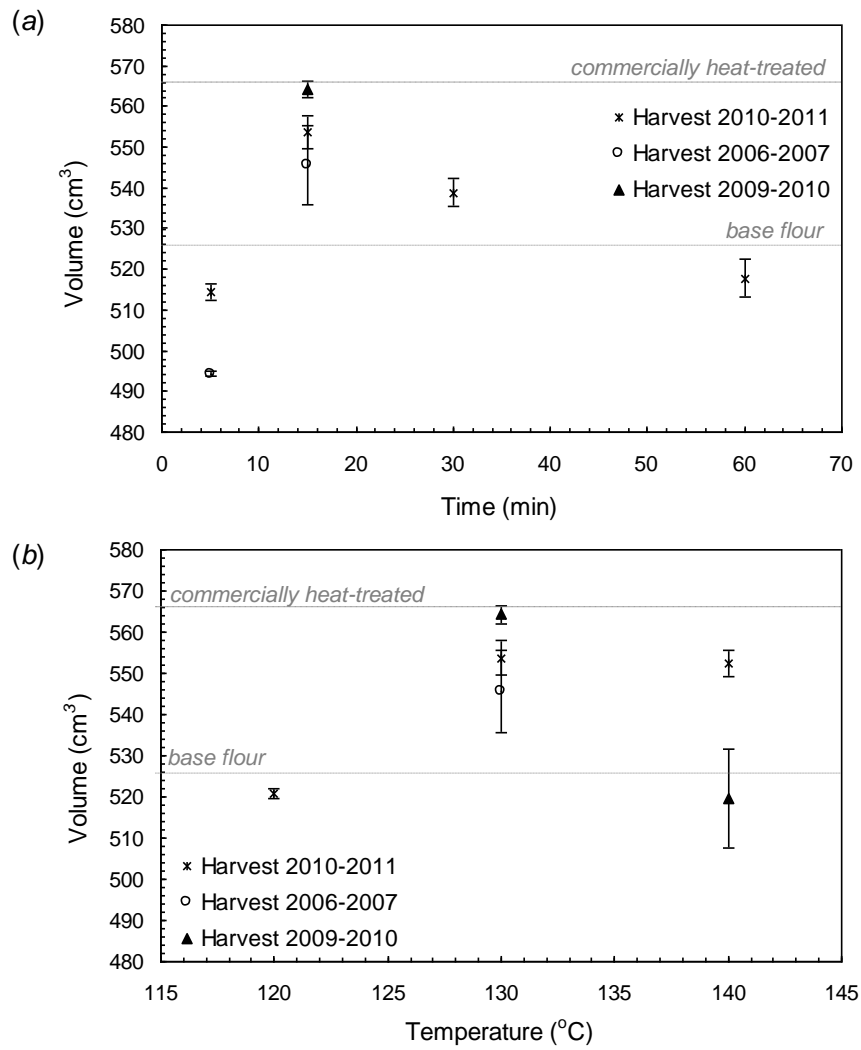 (a)
580
570
560
550
540
530
520
510
500
490
480
Volume (cm³)
commercially heat-treated
Harvest 2010-2011
Harvest 2006-2007
Harvest 2009-2010
base flour
0 10 20 30 40 50 60 70
Time (min)
(b)
580
570
560
550
540
530
520
510
500
490
480
Volume (cm³)
commercially heat-treated
base flour
Harvest 2010-2011
Harvest 2006-2007
Harvest 2009-2010
115 120 125 130 135 140 145
Temperature (°C)